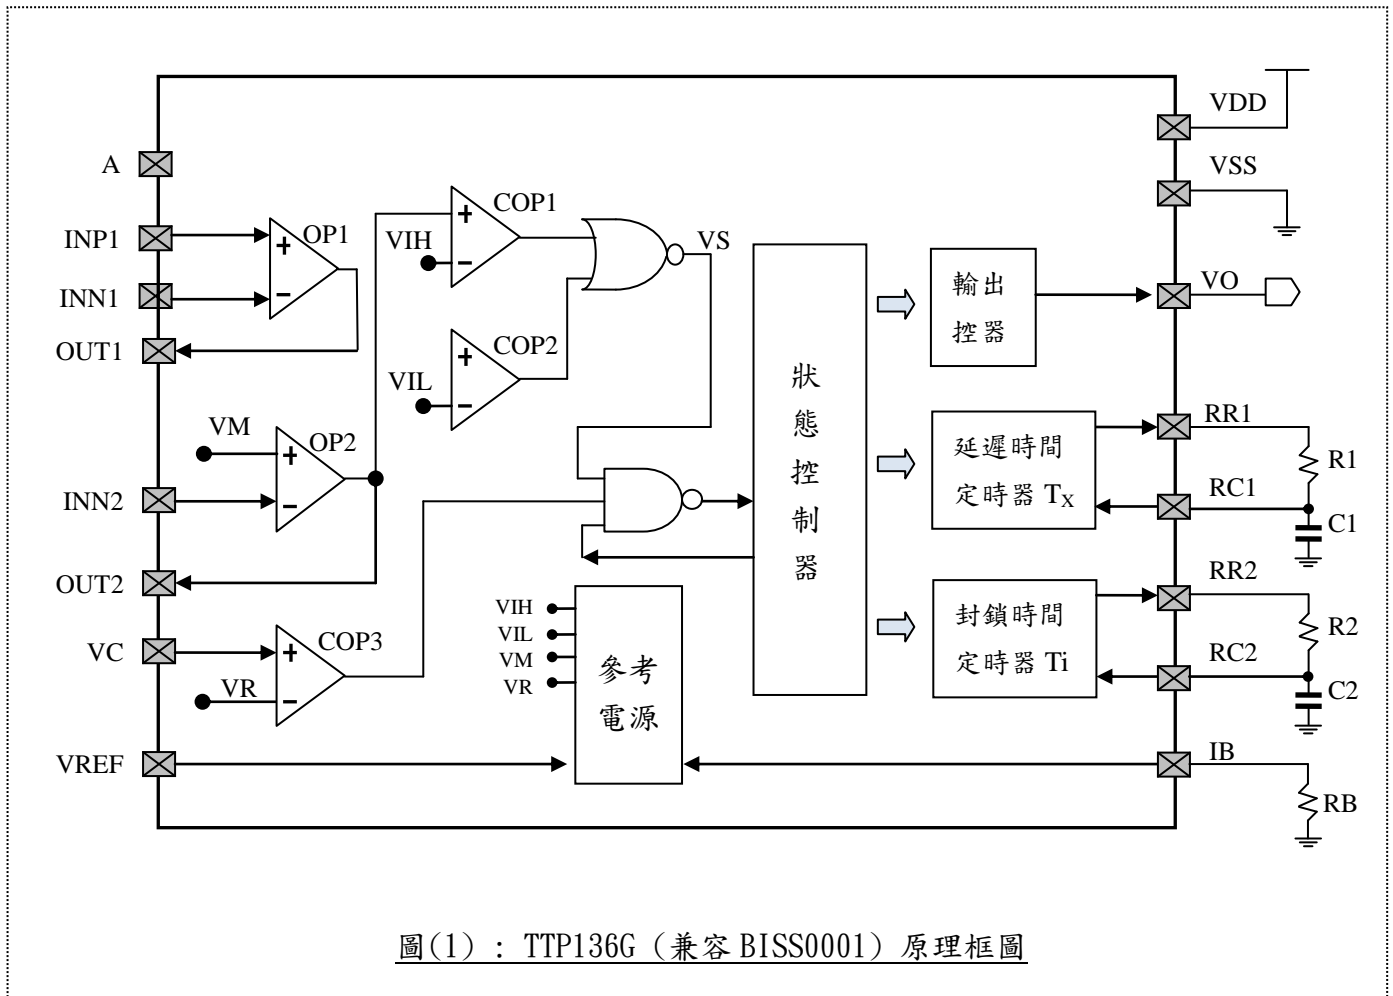 VDD
A
VSS
INP1
OP1
+
−
COP1
+
−
VIH
VS
INN1
輸出
控器
VO
OUT1
COP2
+
−
VIL
狀
態
控
制
器
VM
OP2
+
−
延遲時間
定時器 TX
RR1
R1
INN2
RC1
C1
OUT2
VIH
VIL
VM
VR
參考
電源
封鎖時間
定時器 Ti
RR2
R2
VC
COP3
+
−
VR
RC2
C2
VREF
IB
RB
圖(1) : TTP136G (兼容 BISS0001) 原理框圖